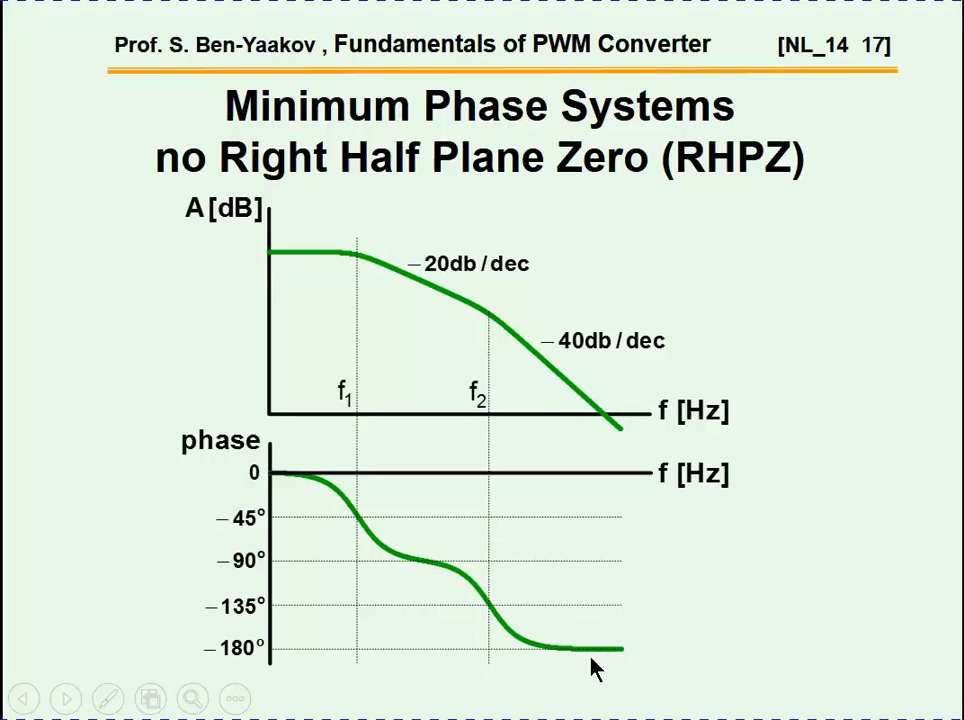 Prof. S. Ben-Yaakov , Fundamentals of PWM Converter [NL_14 17]
Minimum Phase Systems
no Right Half Plane Zero (RHPZ)
A [dB]
– 20db / dec
– 40db / dec
f₁ f₂
f [Hz]
phase
0 f [Hz]
– 45°
– 90°
– 135°
– 180°